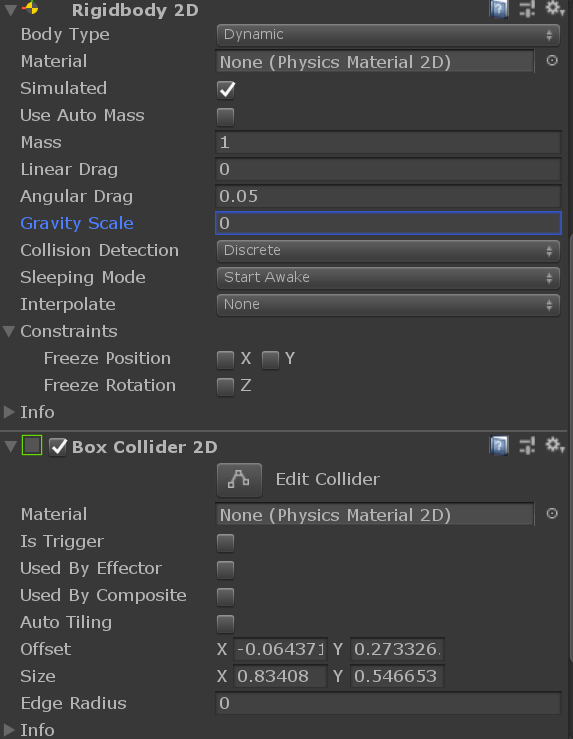 Rigidbody 2D
Body Type Dynamic
Material None (Physics Material 2D)
Simulated
Use Auto Mass
Mass 1
Linear Drag 0
Angular Drag 0.05
Gravity Scale 0
Collision Detection Discrete
Sleeping Mode Start Awake
Interpolate None
Constraints
Freeze Position X Y
Freeze Rotation Z
Info
Box Collider 2D
Edit Collider
Material None (Physics Material 2D)
Is Trigger
Used By Effector
Used By Composite
Auto Tiling
Offset X -0.064371 Y 0.273326.
Size X 0.83408 Y 0.546653
Edge Radius 0
Info